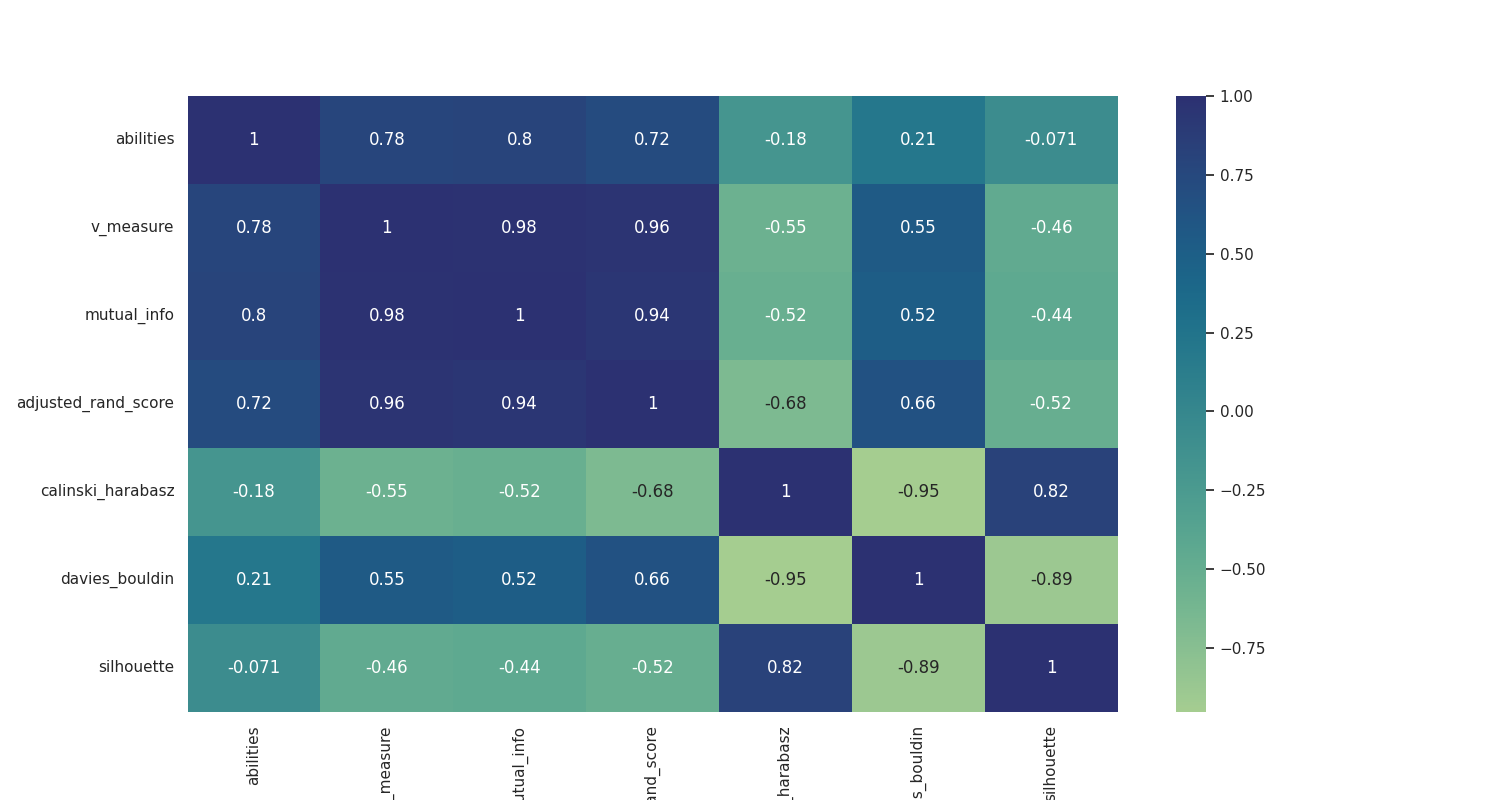 abilities 1 0.78 0.8 0.72 -0.18 0.21 -0.071 1.00
v_measure 0.78 1 0.98 0.96 -0.55 0.55 -0.46 0.75
mutual_info 0.8 0.98 1 0.94 -0.52 0.52 -0.44 0.50
adjusted_rand_score 0.72 0.96 0.94 1 -0.68 0.66 -0.52 0.25
calinski_harabasz -0.18 -0.55 -0.52 -0.68 1 -0.95 0.82 0.00
davies_bouldin 0.21 0.55 0.52 0.66 -0.95 1 -0.89 −0.25
silhouette -0.071 -0.46 -0.44 -0.52 0.82 -0.89 1 −0.50
−0.75
abilities
_measure
utual_info
and_score
_harabasz
s_bouldin
silhouette